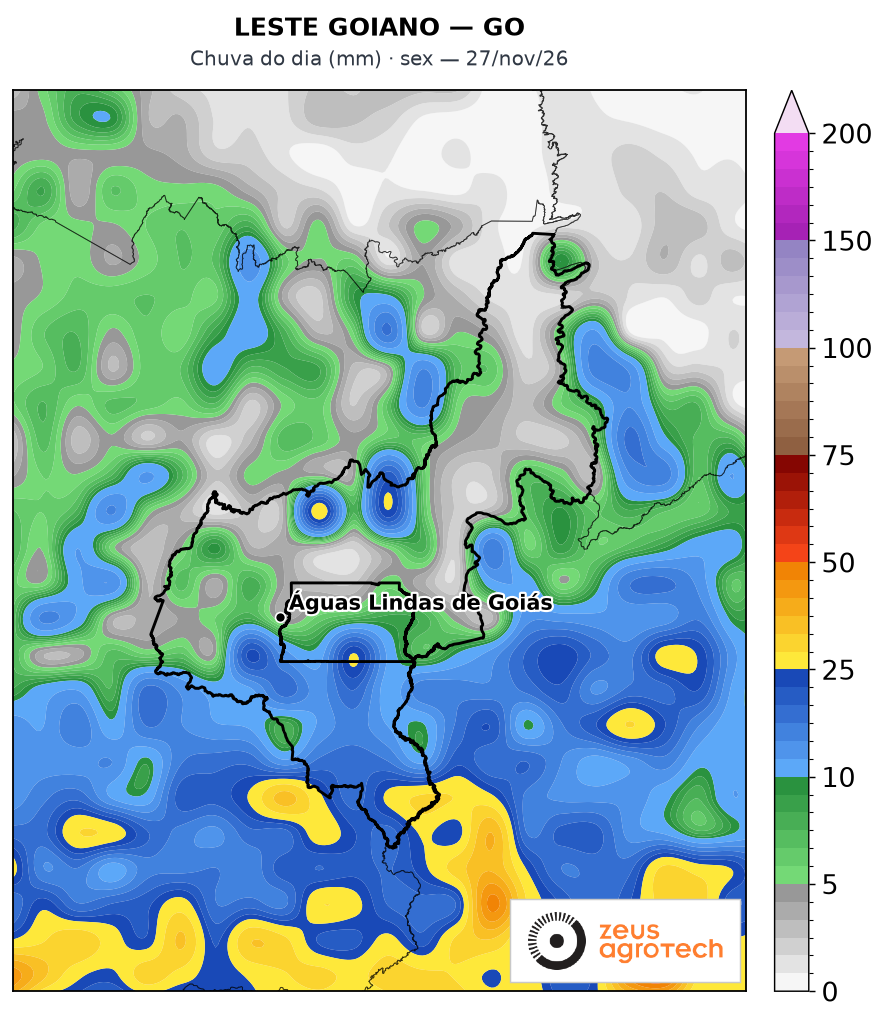 LESTE GOIANO — GO
Chuva do dia (mm) · sex — 27/nov/26
200
150
100
75
50
25
10
5
0
Águas Lindas de Goiás
zeus
agrotech